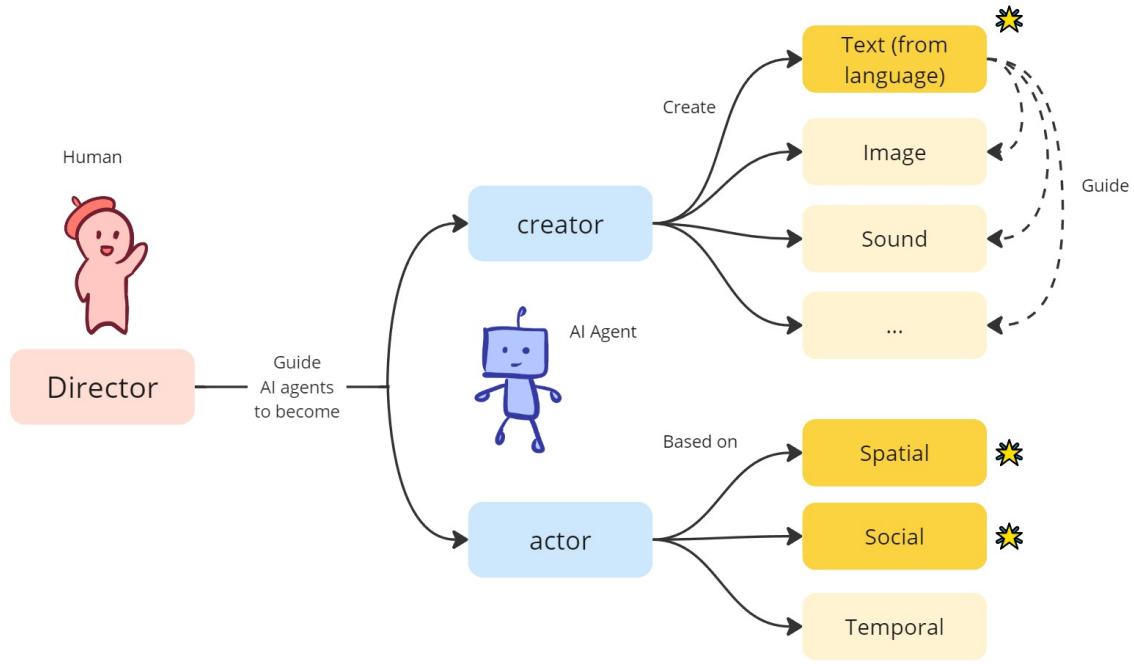 Human
Director
Guide
AI agents
to become
creator
AI Agent
actor
Create
Text (from
language)
Image
Sound
...
Guide
Based on
Spatial
Social
Temporal